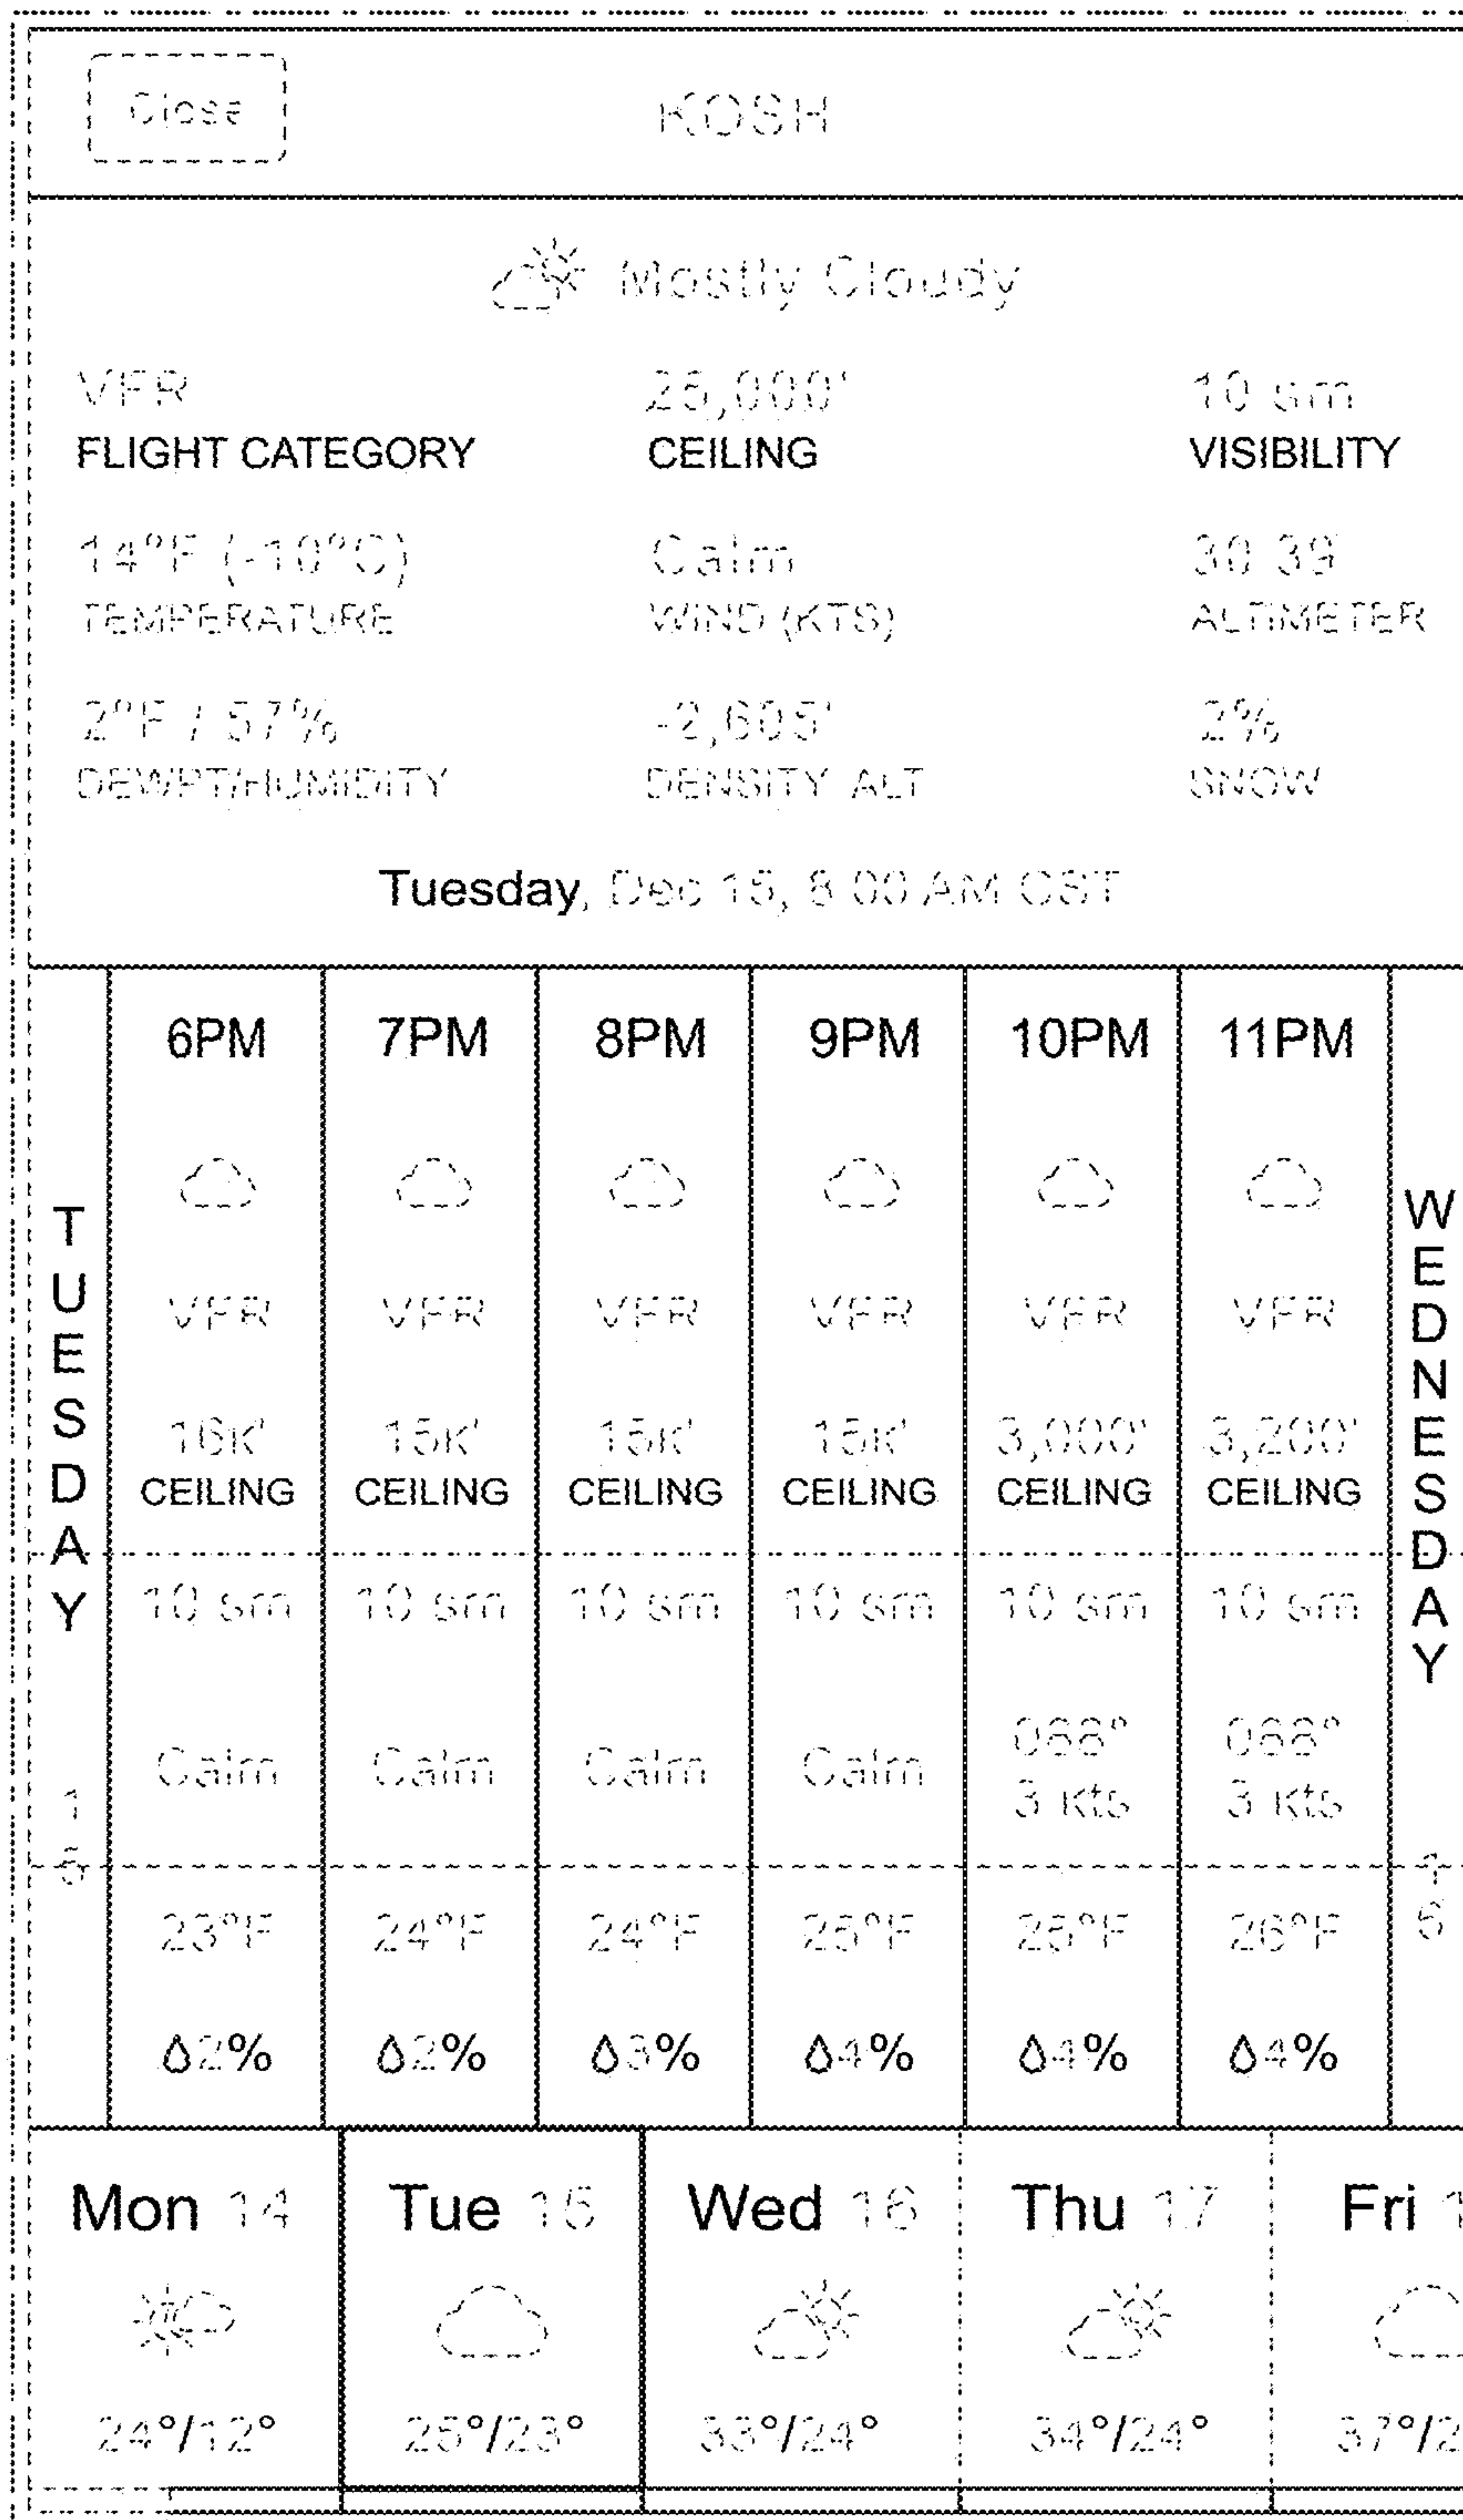 Close
KOSH
Mostly Cloudy
VFR 25,000' 10 sm
FLIGHT CATEGORY CEILING VISIBILITY
14°F (-10°C) Calm 30.39
TEMPERATURE WIND (KTS) ALTIMETER
2°F / 57% -2,605' 2%
DEWPT/HUMIDITY DENSITY ALT SNOW
Tuesday, Dec 15, 8:00 AM CST
TUESDAY 15
6PM 7PM 8PM 9PM 10PM 11PM
VFR VFR VFR VFR VFR VFR
16K' 15K' 15K' 15K' 3,000' 3,200'
CEILING CEILING CEILING CEILING CEILING CEILING
10 sm 10 sm 10 sm 10 sm 10 sm 10 sm
Calm Calm Calm Calm
3 kts 3 kts
23°F 24°F 24°F 25°F 25°F 26°F
2% 2% 3% 4% 4% 4%
WEDNESDAY 16
Mon 14 Tue 15 Wed 16 Thu 17 Fri
24°/12° 25°/23° 33°/24° 34°/24° 37°/2